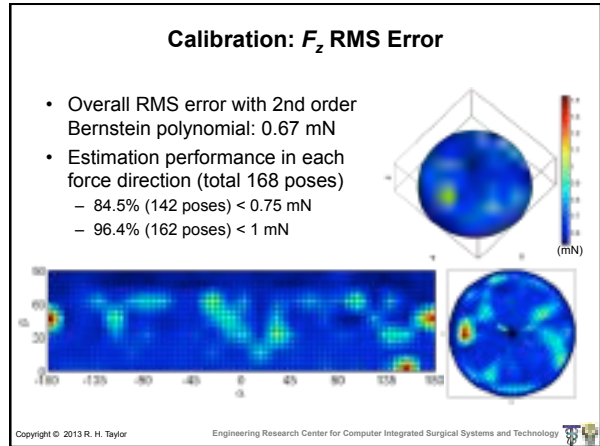 Calibration: Fz RMS Error
• Overall RMS error with 2nd order
Bernstein polynomial: 0.67 mN
• Estimation performance in each
force direction (total 168 poses)
– 84.5% (142 poses) < 0.75 mN
– 96.4% (162 poses) < 1 mN
(mN)
90
60
30
0
-180 -135 -90 -45 0 45 90 135 180
α
Copyright © 2013 R. H. Taylor
Engineering Research Center for Computer Integrated Surgical Systems and Technology